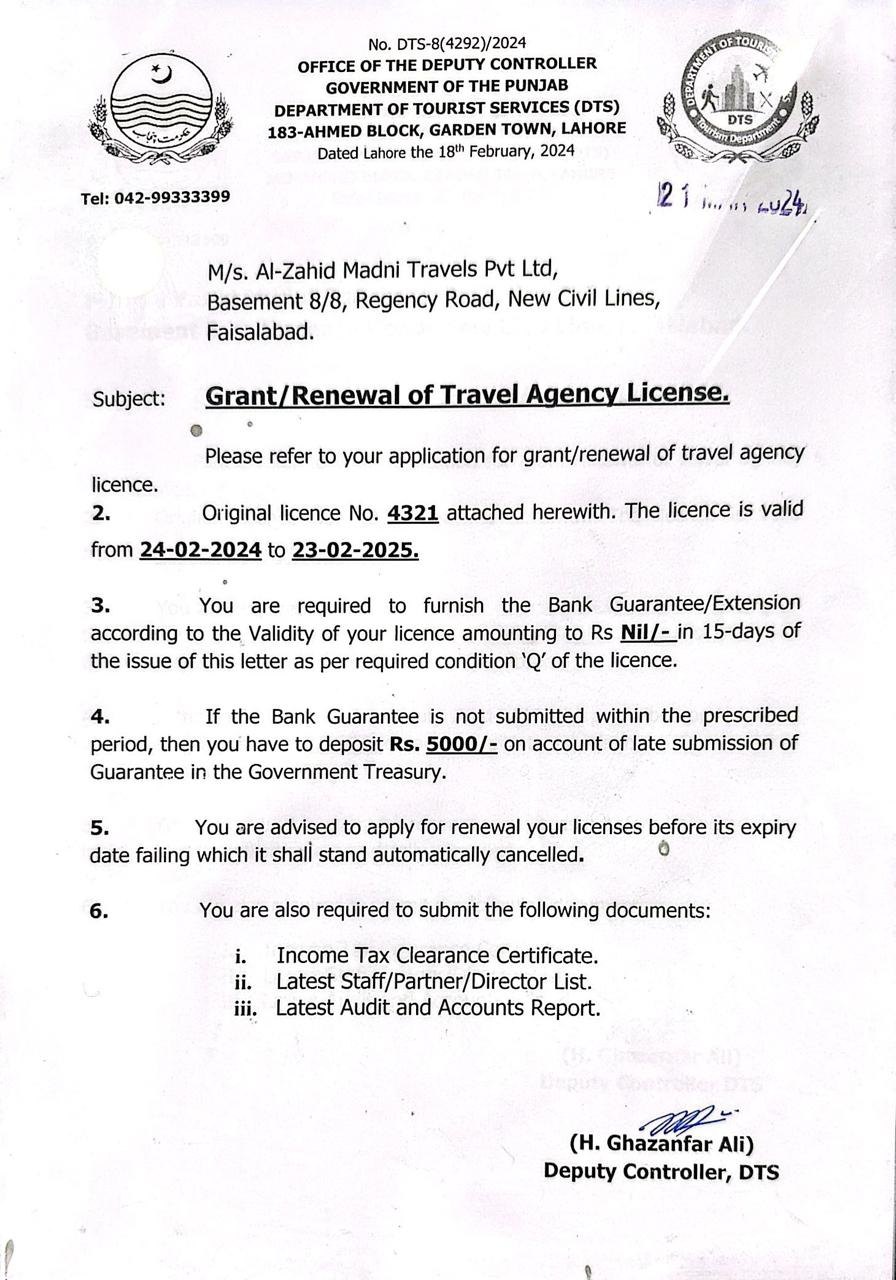 No. DTS-8(4292)/2024
OFFICE OF THE DEPUTY CONTROLLER
GOVERNMENT OF THE PUNJAB
DEPARTMENT OF TOURIST SERVICES (DTS)
183-AHMED BLOCK, GARDEN TOWN, LAHORE
Dated Lahore the 18th February, 2024
DEPARTMENT OF TOURIST
DTS
Tourism Department
Tel: 042-99333399
21 2024
M/s. Al-Zahid Madni Travels Pvt Ltd,
Basement 8/8, Regency Road, New Civil Lines,
Faisalabad.
Subject: Grant/Renewal of Travel Agency License.
Please refer to your application for grant/renewal of travel agency
licence.
2. Original licence No. 4321 attached herewith. The licence is valid
from 24-02-2024 to 23-02-2025.
3. You are required to furnish the Bank Guarantee/Extension
according to the Validity of your licence amounting to Rs Nil/- in 15-days of
the issue of this letter as per required condition ‘Q’ of the licence.
4. If the Bank Guarantee is not submitted within the prescribed
period, then you have to deposit Rs. 5000/- on account of late submission of
Guarantee in the Government Treasury.
5. You are advised to apply for renewal your licenses before its expiry
date failing which it shall stand automatically cancelled.
6. You are also required to submit the following documents:
i. Income Tax Clearance Certificate.
ii. Latest Staff/Partner/Director List.
iii. Latest Audit and Accounts Report.
(H. Ghazanfar Ali)
Deputy Controller, DTS